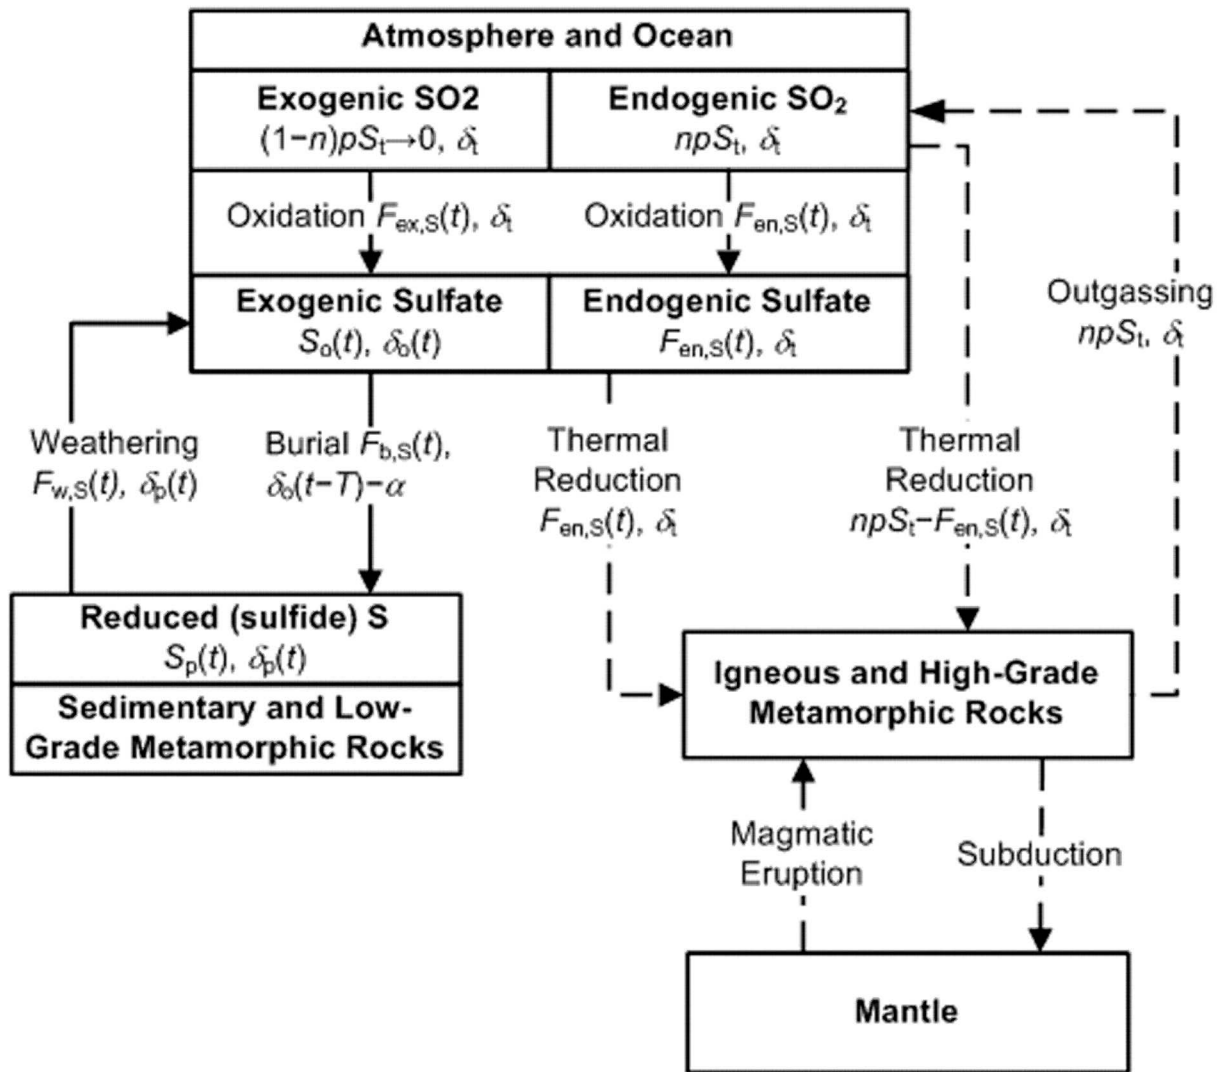 Atmosphere and Ocean
Exogenic SO2
(1−n)pSt→0, δt
Endogenic SO₂
npSt, δt
Oxidation Fex,S(t), δt
Oxidation Fen,S(t), δt
Exogenic Sulfate
So(t), δo(t)
Endogenic Sulfate
Fen,S(t), δt
Outgassing
npSt, δt
Weathering
Fw,S(t), δp(t)
Burial Fb,S(t),
δo(t−T)−α
Thermal
Reduction
Fen,S(t), δt
Thermal
Reduction
npSt−Fen,S(t), δt
Reduced (sulfide) S
Sp(t), δp(t)
Sedimentary and Low-
Grade Metamorphic Rocks
Igneous and High-Grade
Metamorphic Rocks
Magmatic
Eruption
Subduction
Mantle